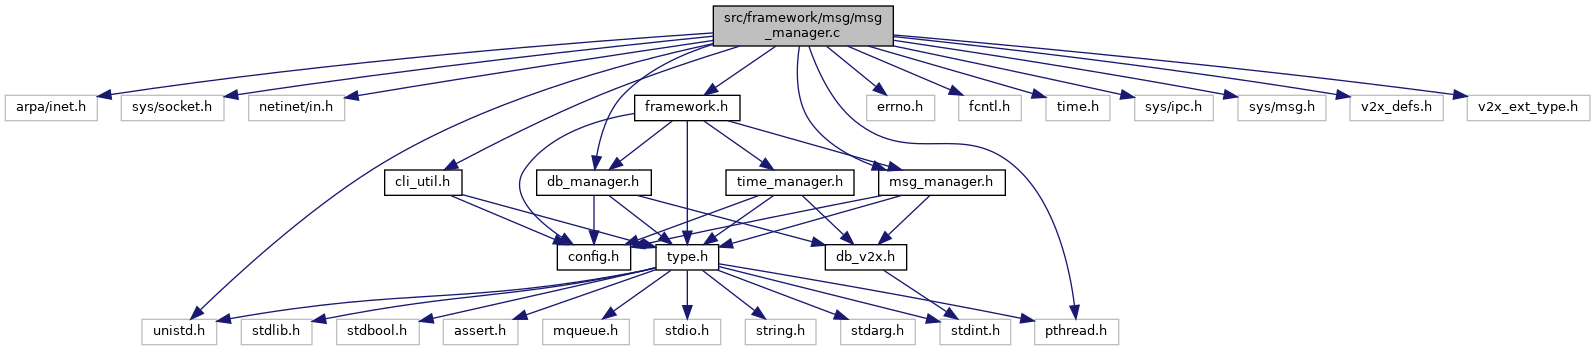 src/framework/msg/msg
_manager.c
arpa/inet.h
sys/socket.h
netinet/in.h
framework.h
errno.h
fcntl.h
time.h
sys/ipc.h
sys/msg.h
v2x_defs.h
v2x_ext_type.h
cli_util.h
db_manager.h
time_manager.h
msg_manager.h
config.h
type.h
db_v2x.h
unistd.h
stdlib.h
stdbool.h
assert.h
mqueue.h
stdio.h
string.h
stdarg.h
stdint.h
pthread.h